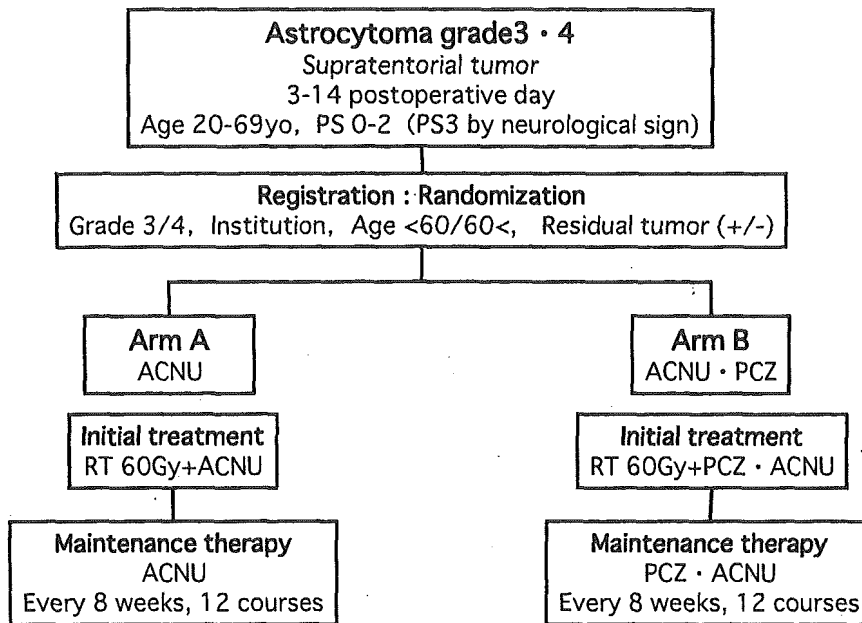 Astrocytoma grade3・4
Supratentorial tumor
3-14 postoperative day
Age 20-69yo, PS 0-2 (PS3 by neurological sign)
Registration : Randomization
Grade 3/4, Institution, Age <60/60<, Residual tumor (+/-)
Arm A
ACNU
Arm B
ACNU・PCZ
Initial treatment
RT 60Gy+ACNU
Initial treatment
RT 60Gy+PCZ・ACNU
Maintenance therapy
ACNU
Every 8 weeks, 12 courses
Maintenance therapy
PCZ・ACNU
Every 8 weeks, 12 courses